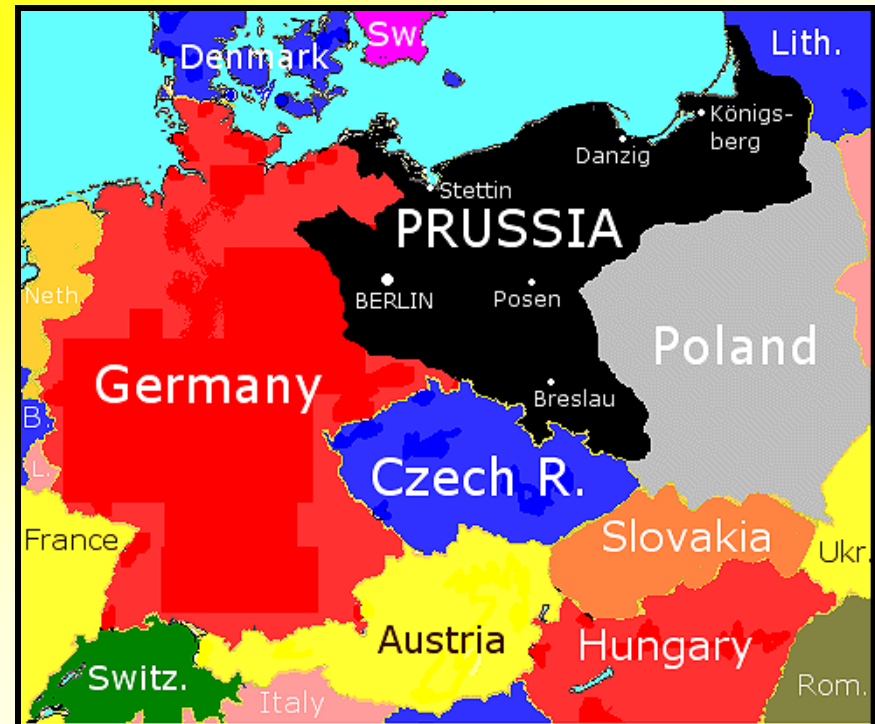 Sw.
Lith.
Denmark
Königs-
berg
Danzig
Stettin
PRUSSIA
Neth.
BERLIN
Posen
Poland
Germany
Breslau
B.
L.
Czech R.
France
Slovakia
Ukr.
Austria
Hungary
Switz.
Italy
Rom.